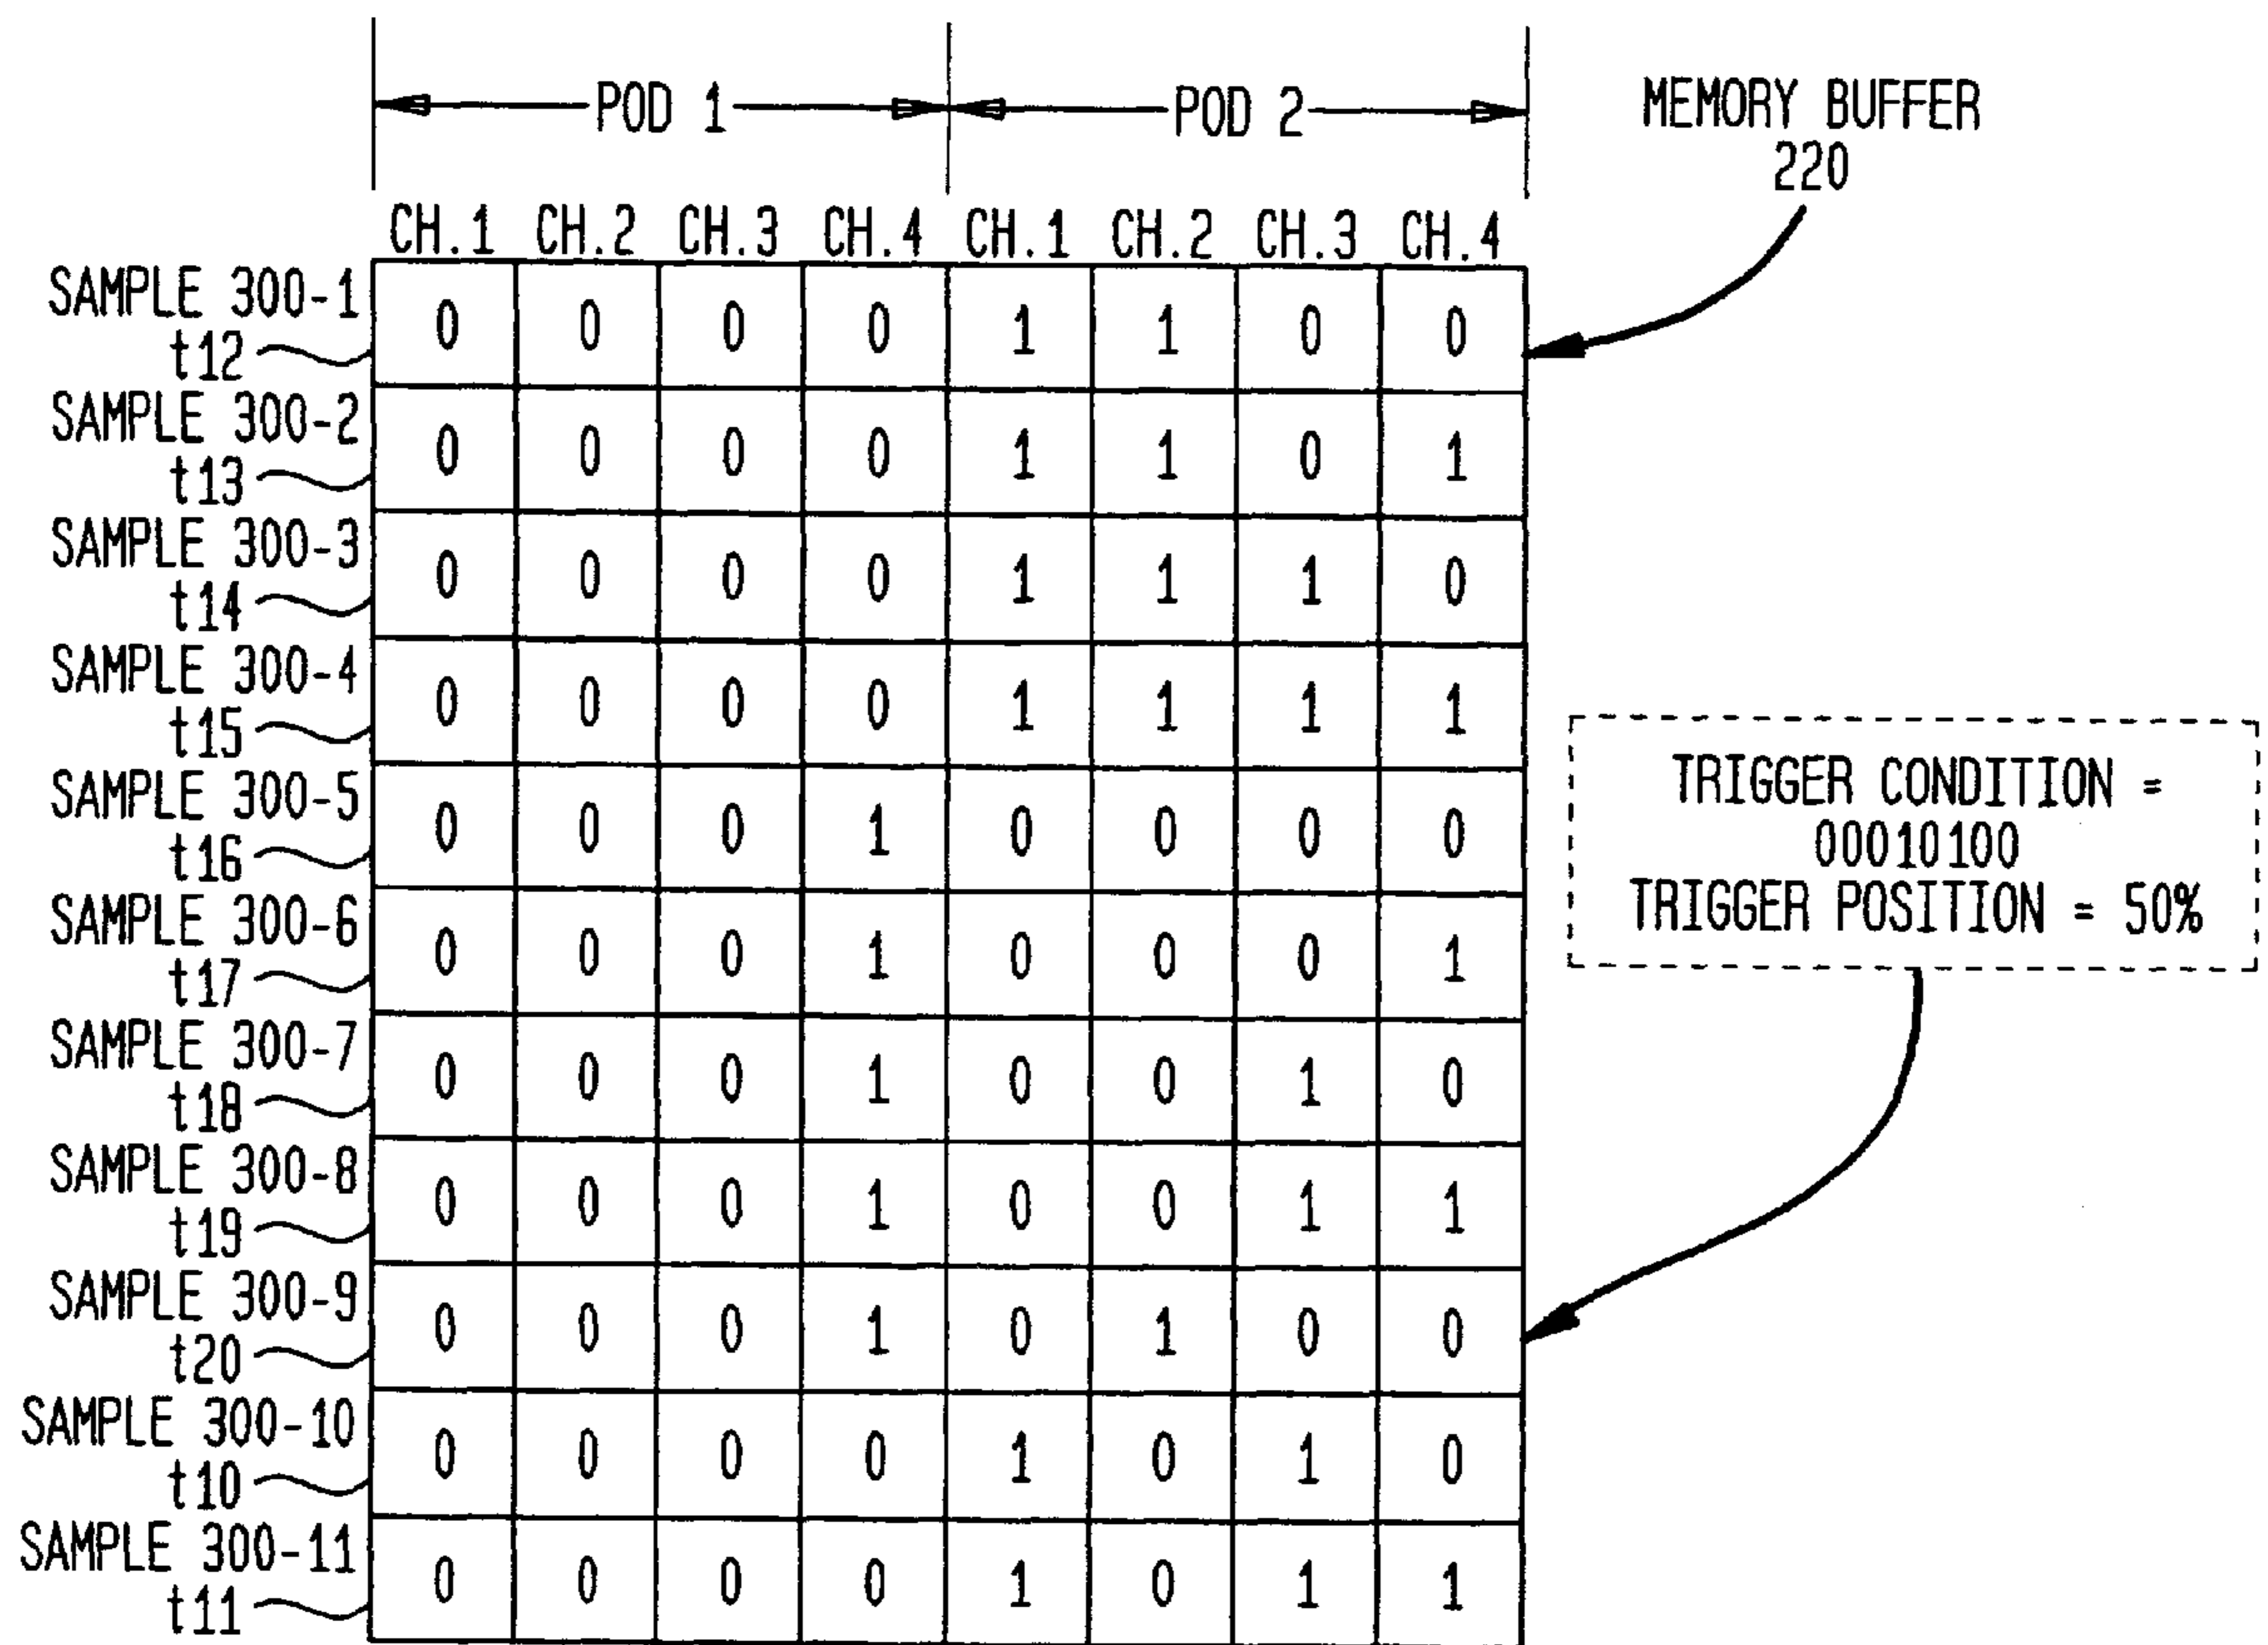 POD 1 POD 2
MEMORY BUFFER
220
CH.1 CH.2 CH.3 CH.4 CH.1 CH.2 CH.3 CH.4
SAMPLE 300-1
t12 0 0 0 0 1 1 0 0
SAMPLE 300-2
t13 0 0 0 0 1 1 0 1
SAMPLE 300-3
t14 0 0 0 0 1 1 1 0
SAMPLE 300-4
t15 0 0 0 0 1 1 1 1
SAMPLE 300-5
t16 0 0 0 1 0 0 0 0
SAMPLE 300-6
t17 0 0 0 1 0 0 0 1
SAMPLE 300-7
t18 0 0 0 1 0 0 1 0
SAMPLE 300-8
t19 0 0 0 1 0 0 1 1
SAMPLE 300-9
t20 0 0 0 1 0 1 0 0
SAMPLE 300-10
t10 0 0 0 0 1 0 1 0
SAMPLE 300-11
t11 0 0 0 0 1 0 1 1
TRIGGER CONDITION =
00010100
TRIGGER POSITION = 50%